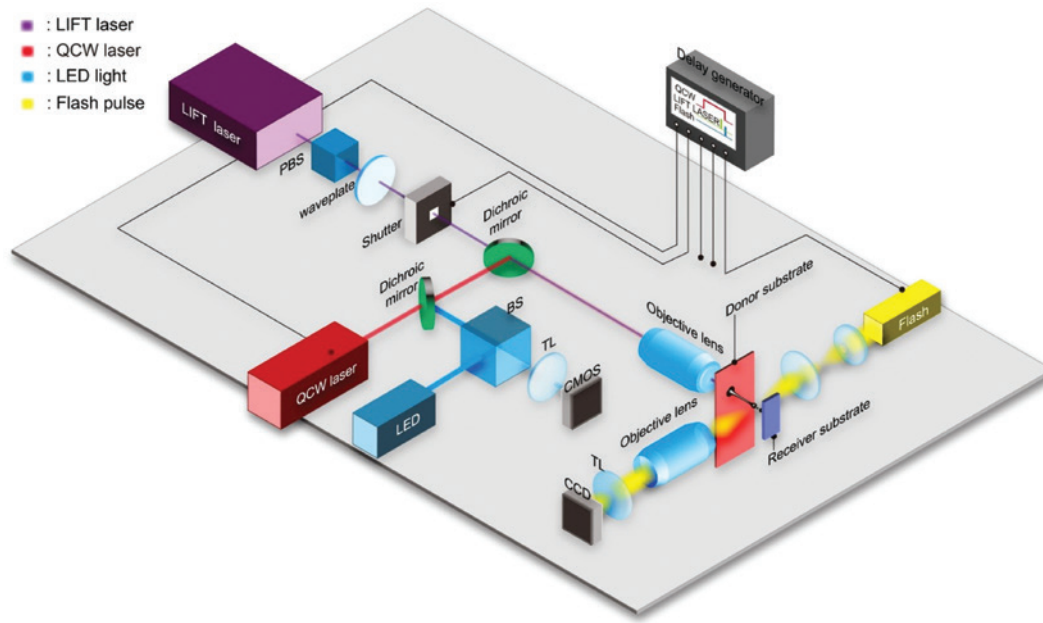 : LIFT laser
: QCW laser
: LED light
: Flash pulse
LIFT laser
PBS
waveplate
Shutter
Dichroic
mirror
Delay generator
QCW
LIFT LASER
Flash
Dichroic
mirror
BS
TL
CMOS
QCW laser
LED
Objective lens
Donor substrate
Flash
Objective lens
Receiver substrate
TL
CCD